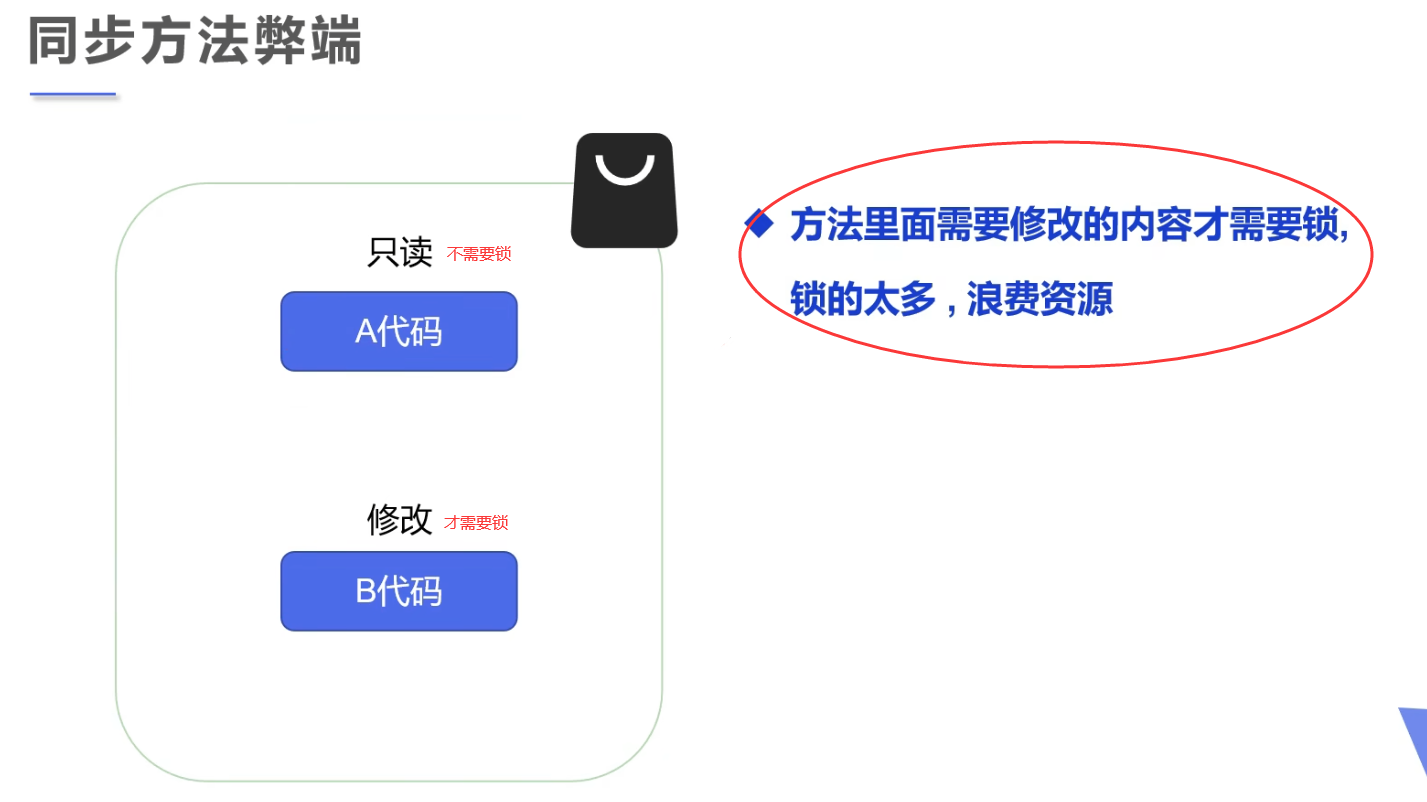 同步方法弊端
只读 不需要锁
A代码
修改 才需要锁
B代码
方法里面需要修改的内容才需要锁,
锁的太多 , 浪费资源